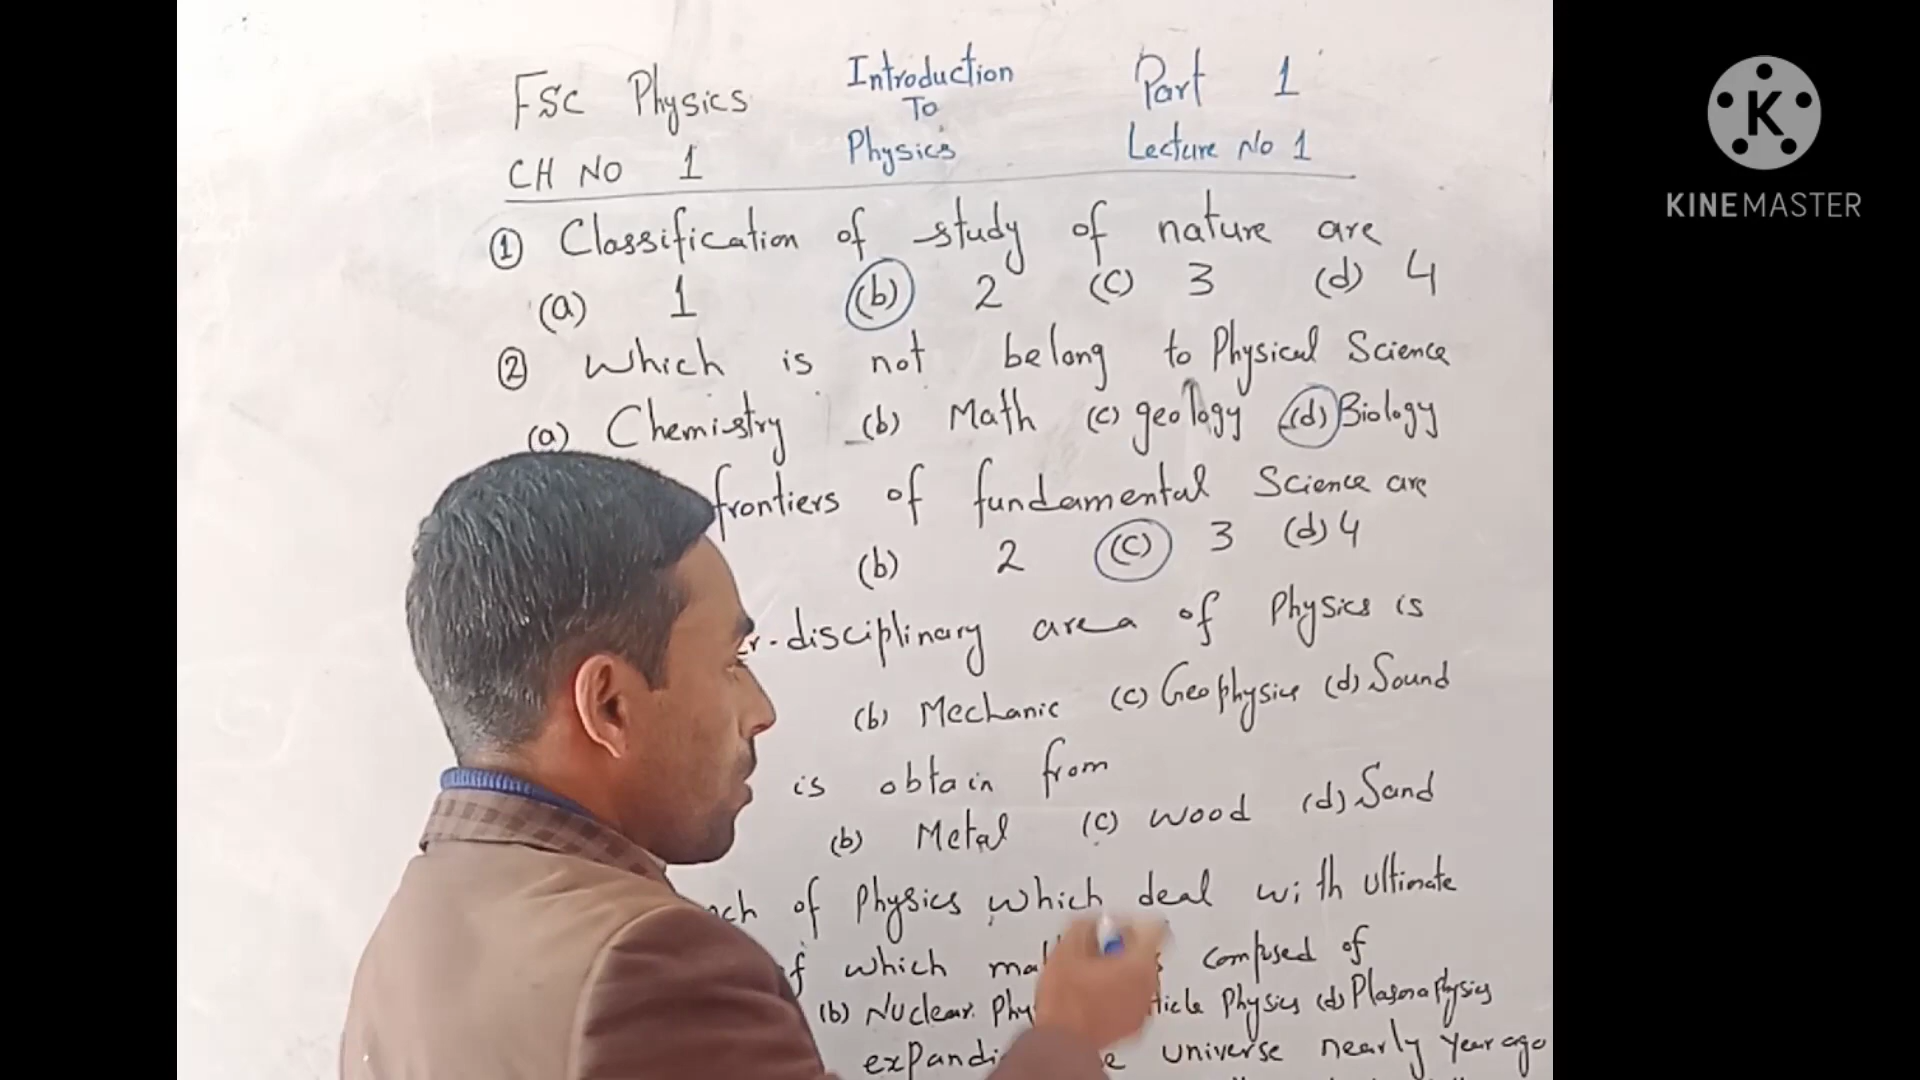 FSC Physics Introduction To Physics Part 1
CH NO 1 Lecture No 1
① Classification of study of nature are
(a) 1 (b) 2 (c) 3 (d) 4
② Which is not belong to Physical Science
(a) Chemistry (b) Math (c) geology (d) Biology
frontiers of fundamental Science are
(b) 2 (c) 3 (d) 4
r-disciplinary area of Physics is
(b) Mechanic (c) Geophysics (d) Sound
is obtain from
(b) Metal (c) wood (d) Sand
of Physics which deal with ultimate
of which composed of
(b) Nuclear Physics (d) Plasma physics
universe nearly year ago
K
KINEMASTER